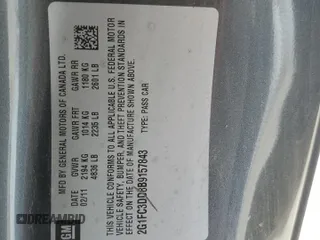 GM
MFD BY GENERAL MOTORS OF CANADA LTD.
DATE GVWR GAWR FRT GAWR RR
02/11 2194 KG 1014 KG 1180 KG
4836 LB 2235 LB 2601 LB
THIS VEHICLE CONFORMS TO ALL APPLICABLE U.S. FEDERAL MOTOR
VEHICLE SAFETY, BUMPER, AND THEFT PREVENTION STANDARDS IN
EFFECT ON THE DATE OF MANUFACTURE SHOWN ABOVE.
2G1FC3DD8B9157843 TYPE: PASS CAR